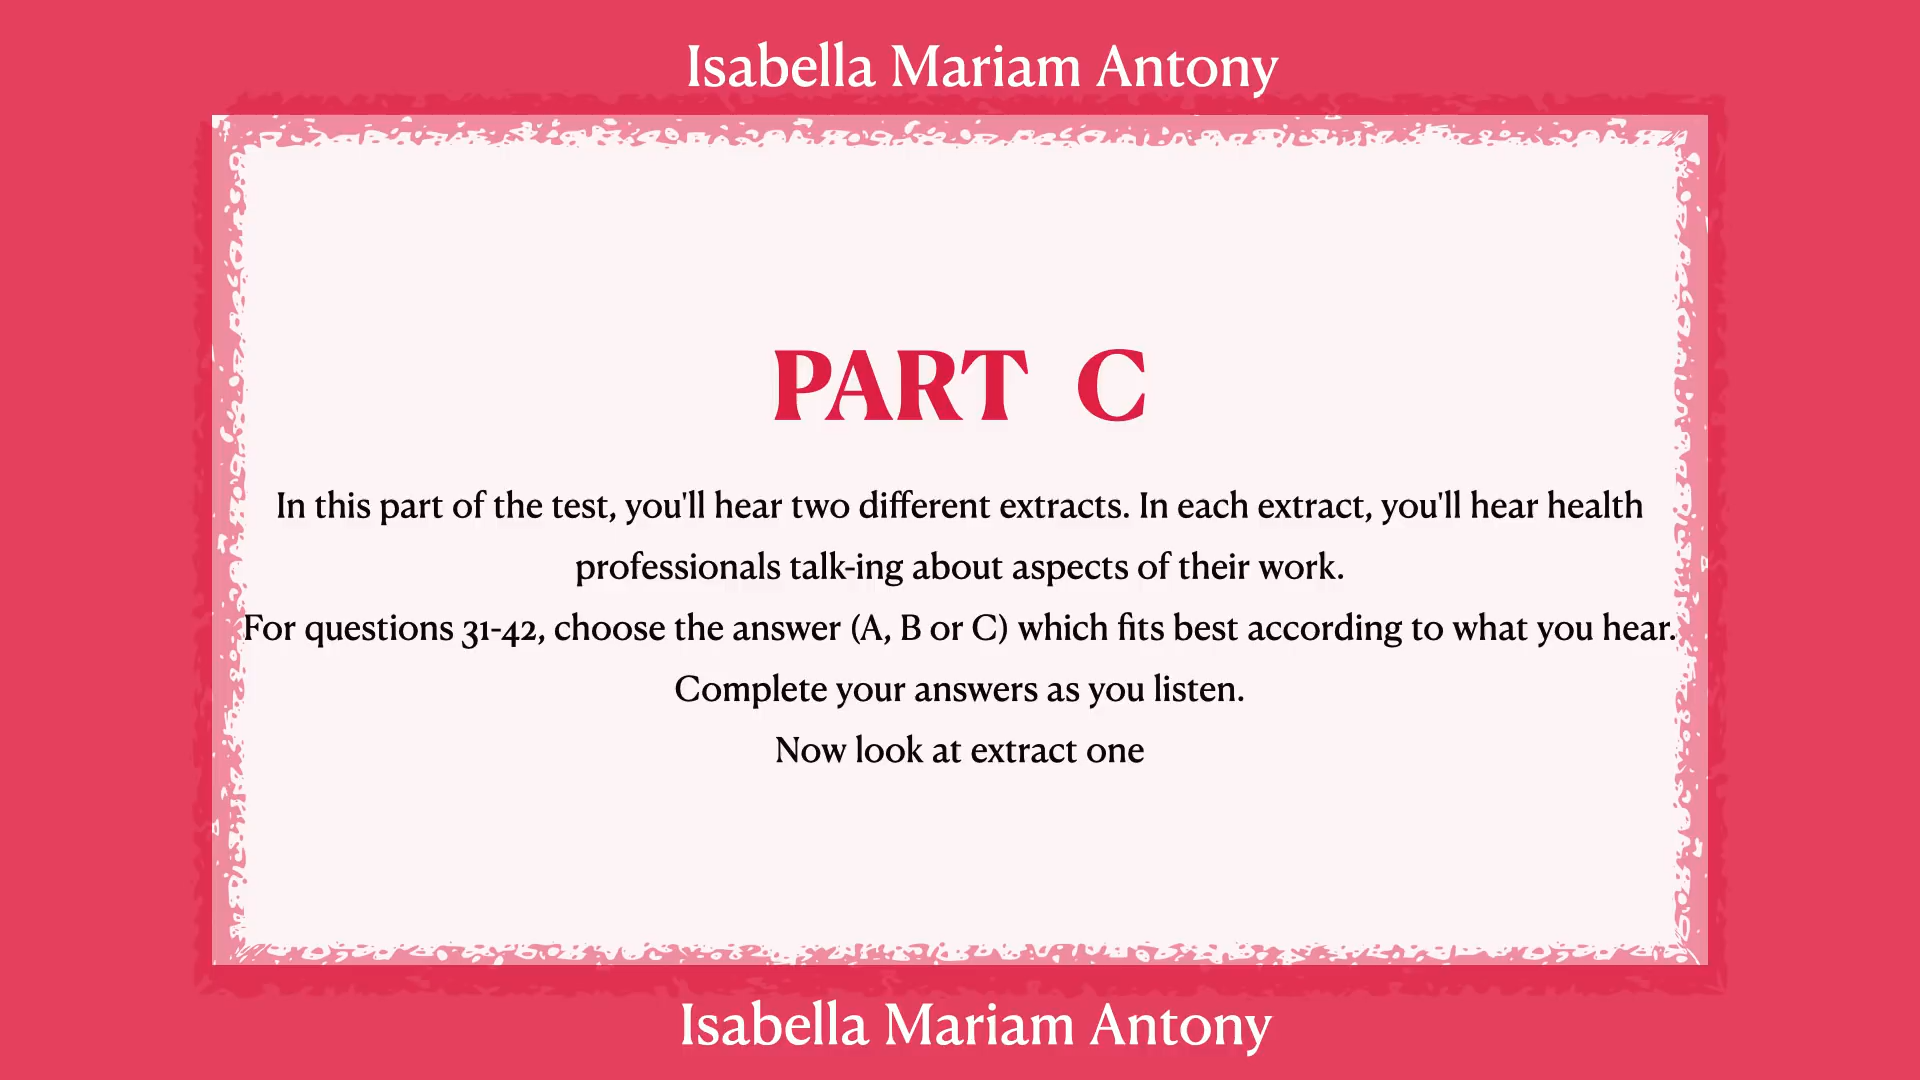 Isabella Mariam Antony
PART C
In this part of the test, you'll hear two different extracts. In each extract, you'll hear health
professionals talk-ing about aspects of their work.
For questions 31-42, choose the answer (A, B or C) which fits best according to what you hear.
Complete your answers as you listen.
Now look at extract one
Isabella Mariam Antony